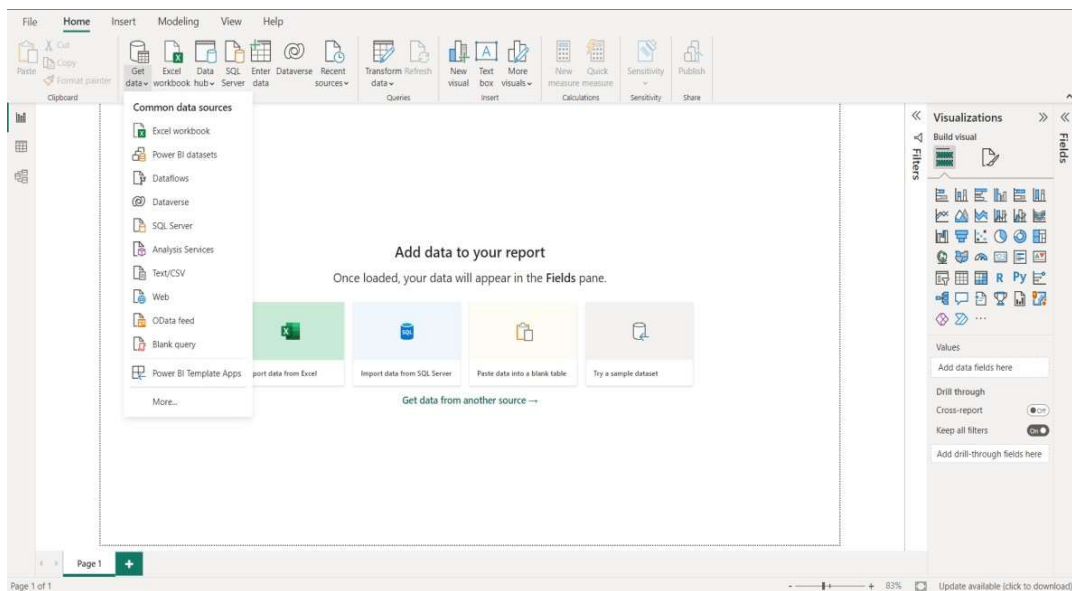 File Home Insert Modeling View Help
Paste
Cut
Copy
Format painter
Clipboard
Get data
Excel workbook
Data hub
SQL Server
Enter data
Dataverse
Recent sources
Transform data
Refresh
Queries
New visual
Text box
More visuals
Insert
New measure
Quick measure
Calculations
Sensitivity
Sensitivity
Publish
Share
Common data sources
Excel workbook
Power BI datasets
Dataflows
Dataverse
SQL Server
Analysis Services
Text/CSV
Web
OData feed
Blank query
Power BI Template Apps
More...
Add data to your report
Once loaded, your data will appear in the Fields pane.
SQL
port data from Excel
Import data from SQL Server
Paste data into a blank table
Try a sample dataset
Get data from another source →
Filters
Visualizations
Build visual
R Py
Values
Add data fields here
Drill through
Cross-report
Off
Keep all filters
On
Add drill-through fields here
Fields
Page 1
Page 1 of 1
83%
Update available (click to download)